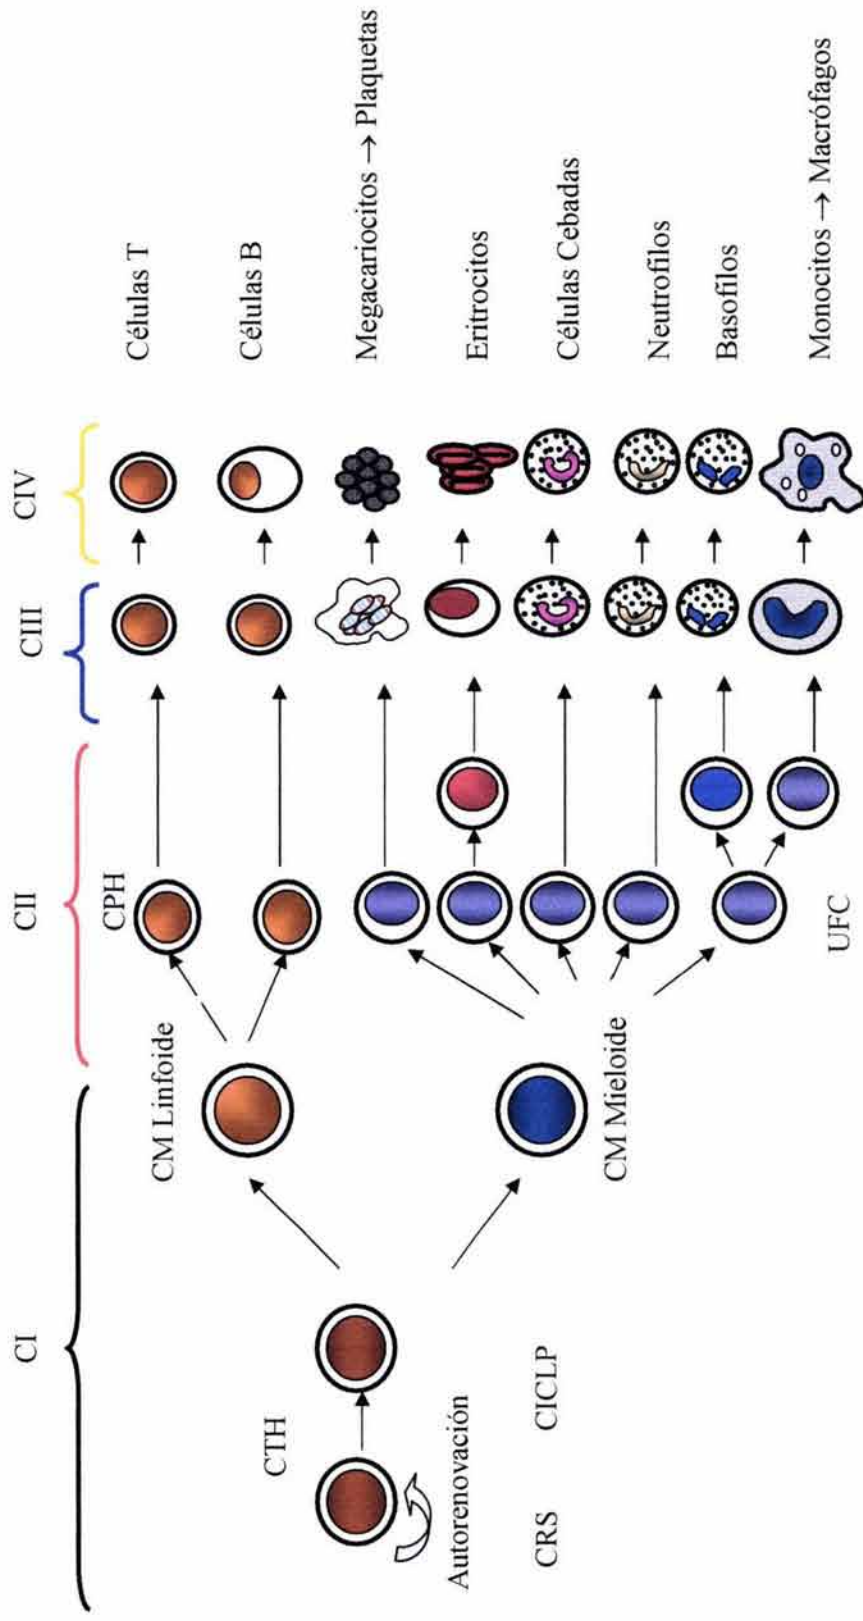 CI
CII
CIII
CIV
CTH
Autorenovación
CRS
CICLP
CM Linfoide
CM Mieloide
CPH
UFC
Células T
Células B
Megacariocitos → Plaquetas
Eritrocitos
Células Cebadas
Neutrofilos
Basofilos
Monocitos → Macrófagos